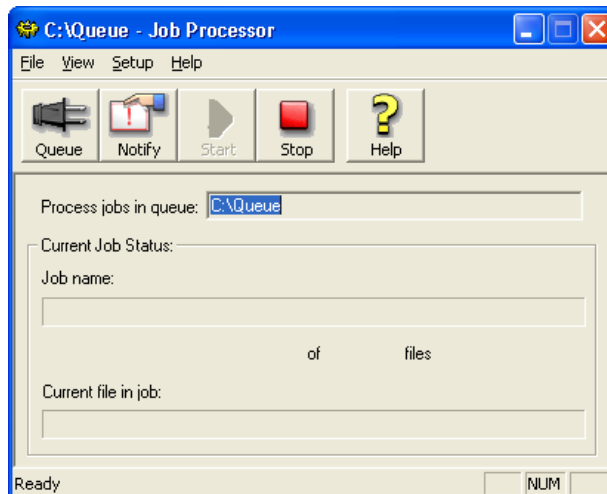 C:\Queue - Job Processor
File View Setup Help
Queue Notify Start Stop Help
Process jobs in queue: C:\Queue
Current Job Status:
Job name:
of files
Current file in job:
Ready NUM